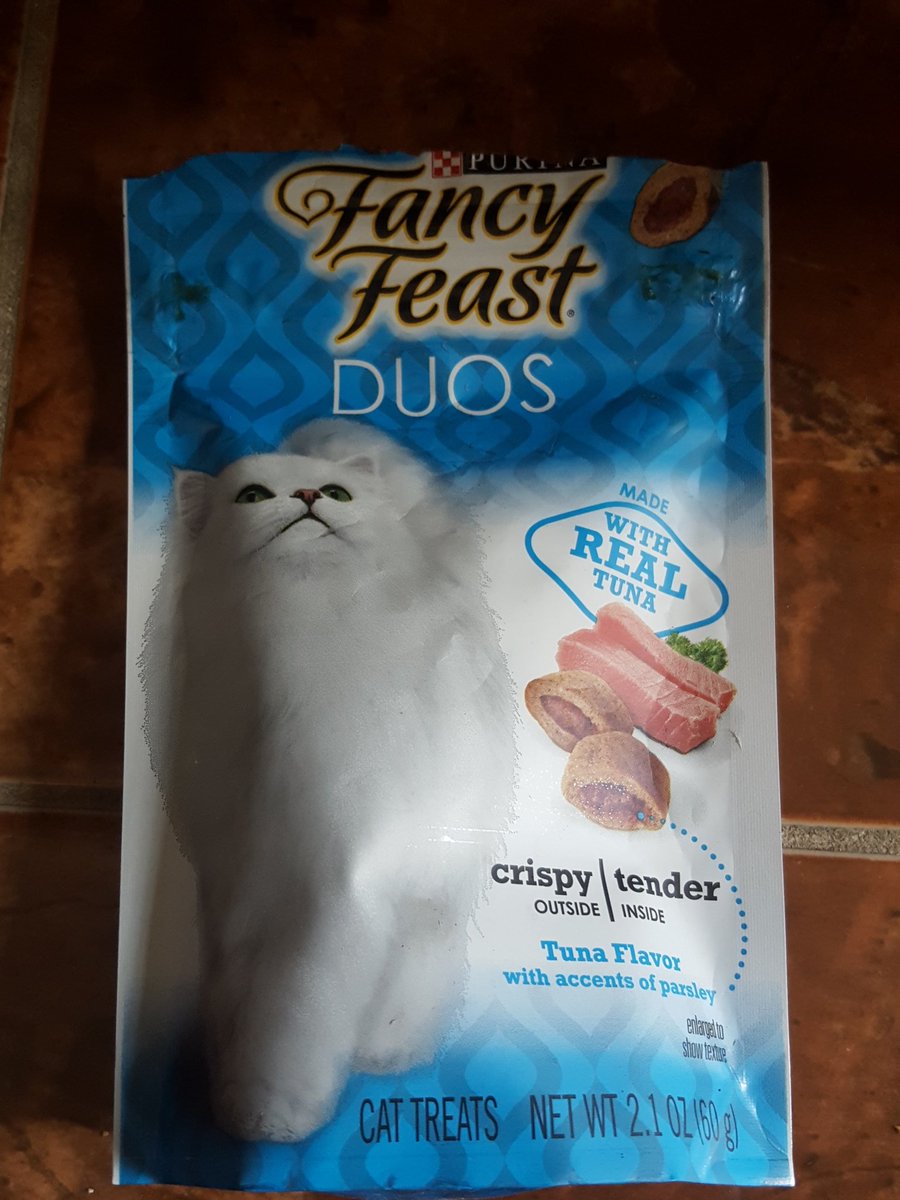 PURINA
Fancy
Feast®
DUOS
MADE
WITH
REAL
TUNA
crispy | tender
OUTSIDE | INSIDE
Tuna Flavor
with accents of parsley
enlarged to
show texture
CAT TREATS NET WT 2.1 OZ (60 g)